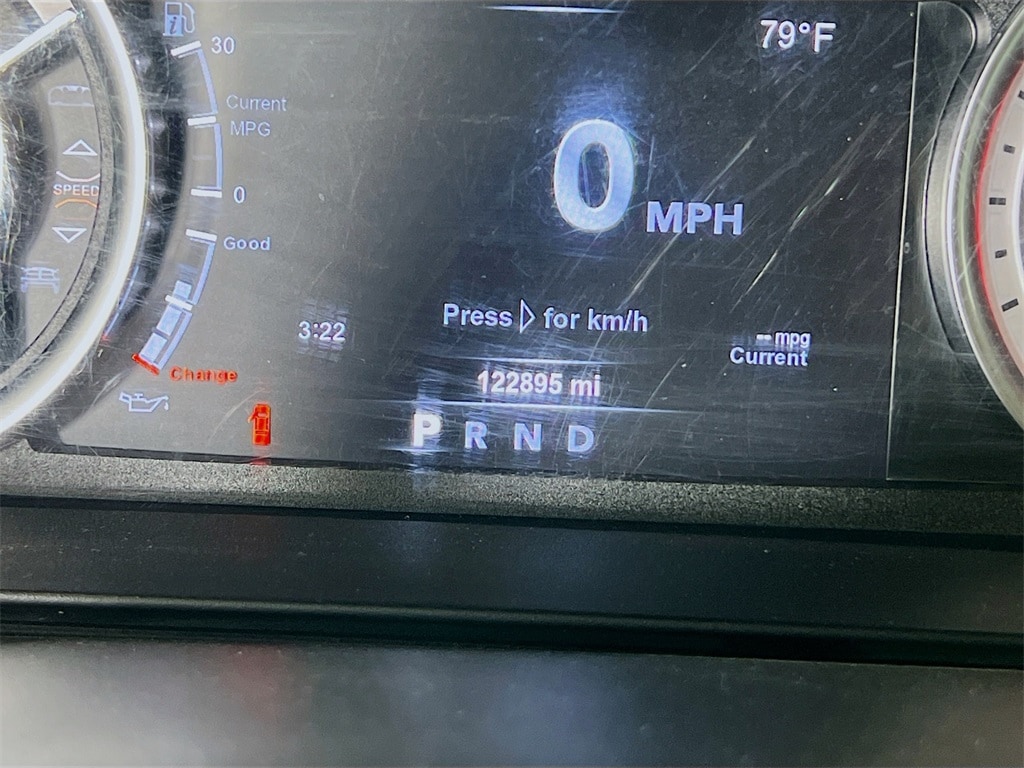 79°F
30
Current
MPG
0
MPH
SPEED
0
Good
Press ▷ for km/h
3:22
-- mpg
Current
Change
122895 mi
P R N D